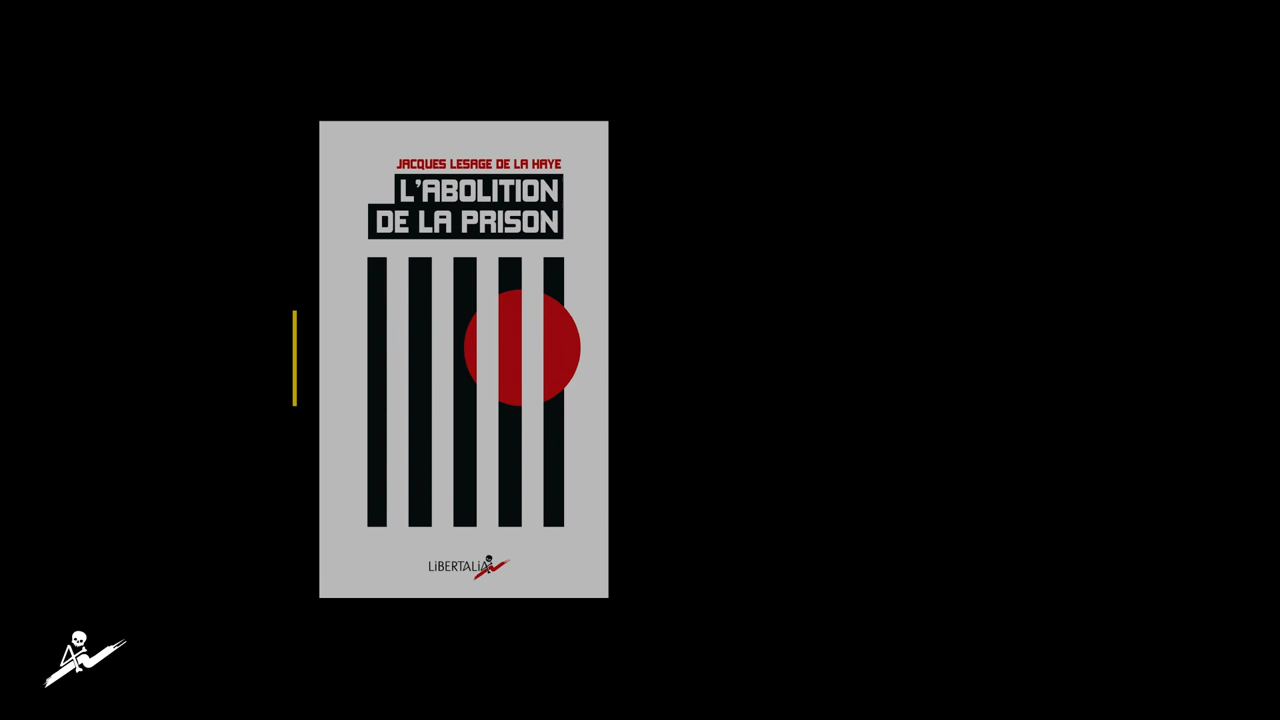 JACQUES LESAGE DE LA HAYE
L'ABOLITION
DE LA PRISON
LiBERTALiA